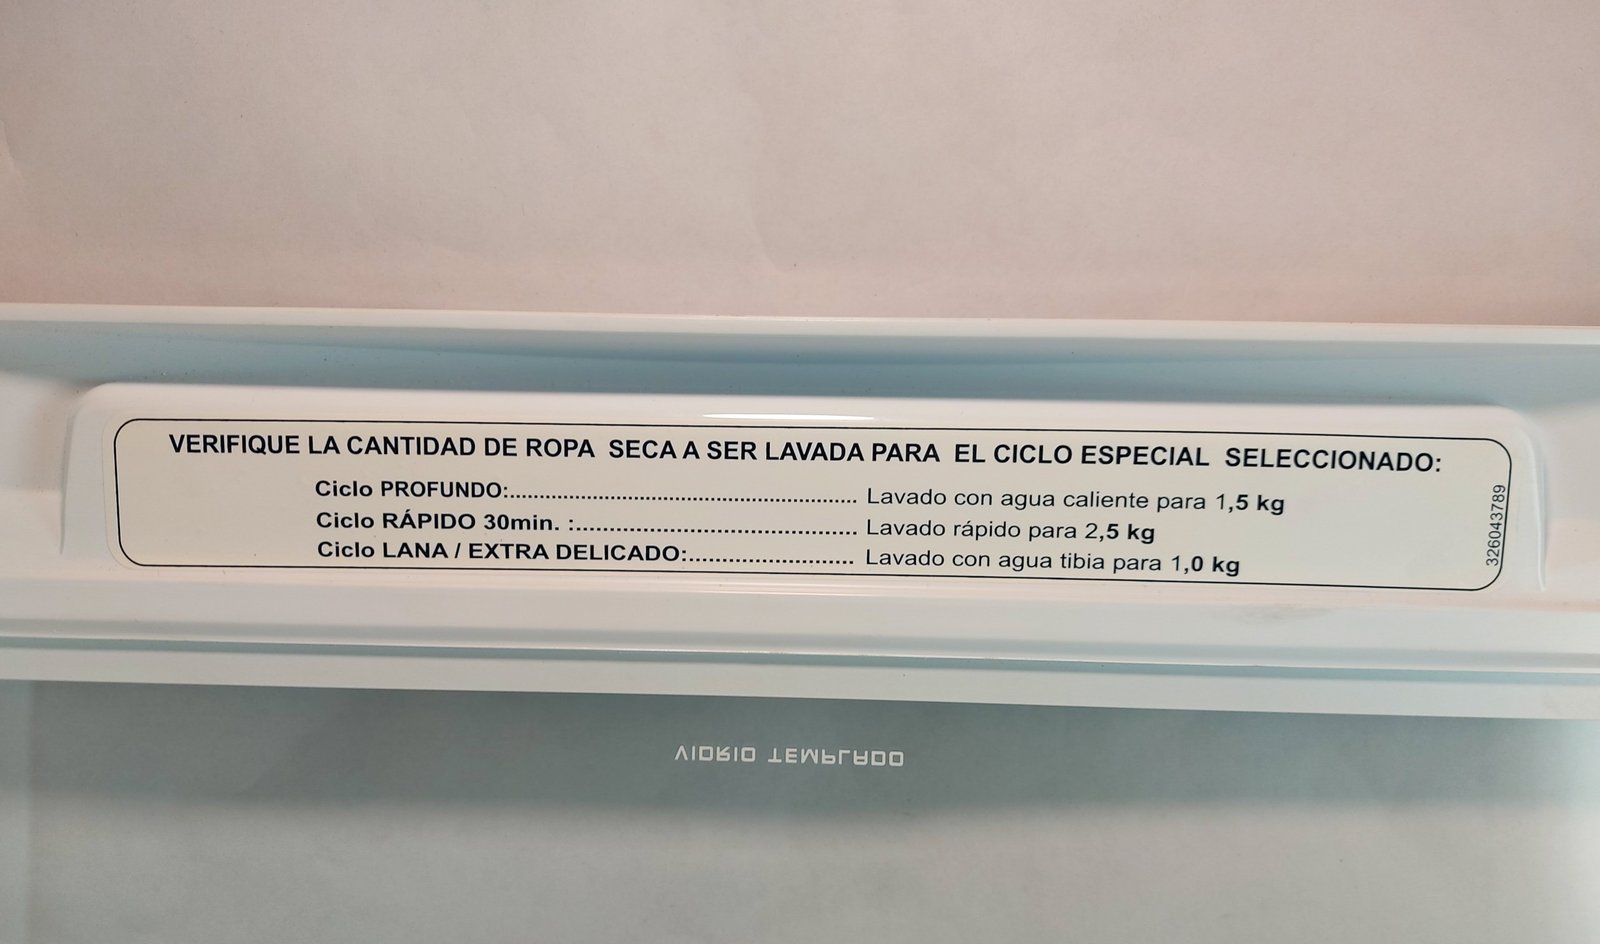 VERIFIQUE LA CANTIDAD DE ROPA SECA A SER LAVADA PARA EL CICLO ESPECIAL SELECCIONADO:
Ciclo PROFUNDO:.................................................... Lavado con agua caliente para 1,5 kg
Ciclo RÁPIDO 30min. :.......................................... Lavado rápido para 2,5 kg
Ciclo LANA / EXTRA DELICADO:......................... Lavado con agua tibia para 1,0 kg
326043789
VIDRIO TEMPLADO